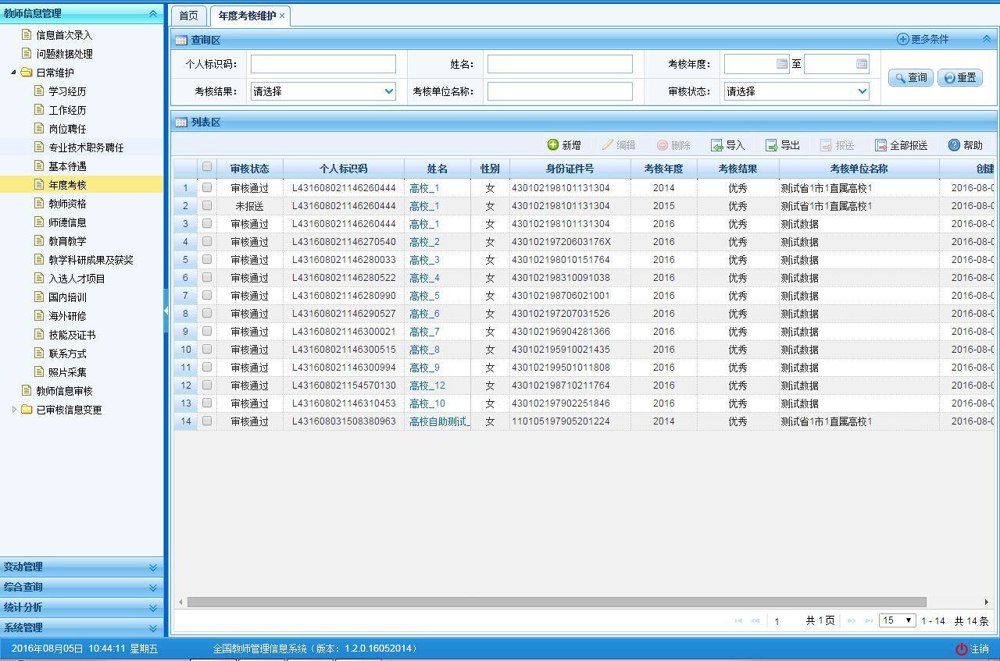 教师信息管理
信息首次录入
问题数据处理
日常维护
学习经历
工作经历
岗位聘任
专业技术职务聘任
基本待遇
年度考核
教师资格
师德信息
教育教学
教学科研成果及获奖
入选人才项目
国内培训
海外研修
技能及证书
联系方式
照片采集
教师信息审核
已审核信息变更
变动管理
综合查询
统计分析
系统管理
首页 年度考核维护 ×
查询区 更多条件
个人标识码： 姓名： 考核年度： 至 查询 重置
考核结果： 请选择 考核单位名称： 审核状态： 请选择
列表区
新增 编辑 删除 导入 导出 报送 全部报送 帮助
审核状态 个人标识码 姓名 性别 身份证件号 考核年度 考核结果 考核单位名称 创建
1 审核通过 L431608021146260444 高校_1 女 430102198101131304 2014 优秀 测试省1市1直属高校1 2016-08-0
2 未报送 L431608021146260444 高校_1 女 430102198101131304 2015 优秀 测试省1市1直属高校1 2016-08-0
3 审核通过 L431608021146260444 高校_1 女 430102198101131304 2016 优秀 测试数据 2016-08-0
4 审核通过 L431608021146270540 高校_2 女 43010219720603176X 2016 优秀 测试数据 2016-08-0
5 审核通过 L431608021146280033 高校_3 女 430102198010151764 2016 优秀 测试数据 2016-08-0
6 审核通过 L431608021146280522 高校_4 女 430102198310091038 2016 优秀 测试数据 2016-08-0
7 审核通过 L431608021146280990 高校_5 女 430102198706021001 2016 优秀 测试数据 2016-08-0
8 审核通过 L431608021146290527 高校_6 女 430102197207031526 2016 优秀 测试数据 2016-08-0
9 审核通过 L431608021146300021 高校_7 女 430102196904281366 2016 优秀 测试数据 2016-08-0
10 审核通过 L431608021146300515 高校_8 女 430102195910021435 2016 优秀 测试数据 2016-08-0
11 审核通过 L431608021146300994 高校_9 女 430102199501011808 2016 优秀 测试数据 2016-08-0
12 审核通过 L431608021154570130 高校_12 女 430102198710211764 2016 优秀 测试数据 2016-08-0
13 审核通过 L431608021146310453 高校_10 女 430102197902251846 2016 优秀 测试数据 2016-08-0
14 审核通过 L431608031508380963 高校自助测试_ 女 110105197905201224 2014 优秀 测试省1市1直属高校1 2016-08-0
1 共 1 页 15 1 - 14 共 14 条
2016年08月05日 10:44:11 星期五 全国教师管理信息系统（版本：1.2.0.16052014） 注销